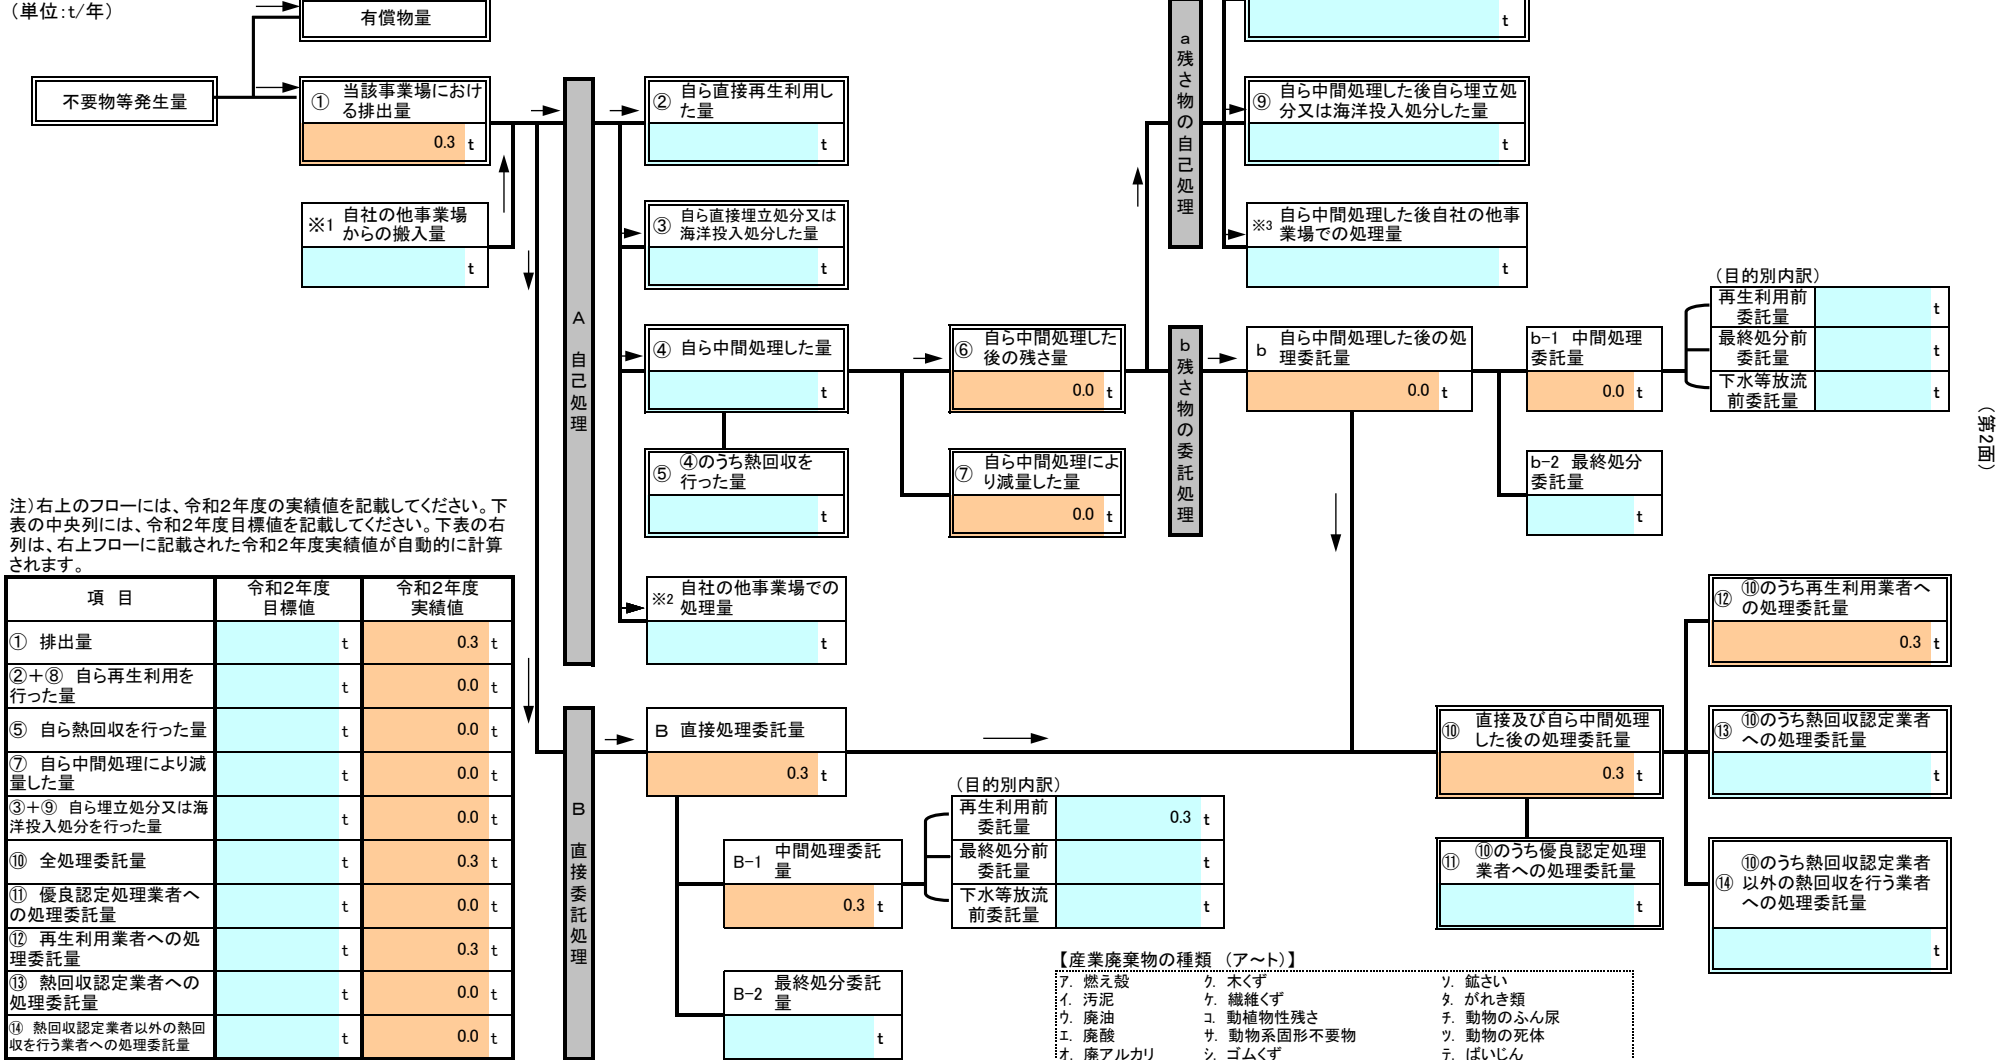 （単位:t/年）
有償物量
不要物等発生量
① 当該事業場におけ
る排出量
0.3 t
※1 自社の他事業場
からの搬入量
t
A 自己処理
② 自ら直接再生利用し
た量
t
③ 自ら直接埋立処分又は
海洋投入処分した量
t
④ 自ら中間処理した量
t
⑤ ④のうち熱回収を
行った量
t
※2 自社の他事業場での
処理量
t
⑥ 自ら中間処理した
後の残さ量
0.0 t
⑦ 自ら中間処理によ
り減量した量
0.0 t
a 残さ物の自己処理
t
⑨ 自ら中間処理した後自ら埋立処
分又は海洋投入処分した量
t
※3 自ら中間処理した後自社の他事
業場での処理量
t
b 残さ物の委託処理
b 自ら中間処理した後の処
理委託量
0.0 t
b-1 中間処理
委託量
0.0 t
b-2 最終処分
委託量
t
（目的別内訳）
再生利用前
委託量
t
最終処分前
委託量
t
下水等放流
前委託量
t
（第2面）
注）右上のフローには、令和2年度の実績値を記載してください。下
表の中央列には、令和2年度目標値を記載してください。下表の右
列は、右上フローに記載された令和2年度実績値が自動的に計算
されます。
項 目
令和2年度
目標値
令和2年度
実績値
① 排出量
t
0.3 t
②＋⑧ 自ら再生利用を
行った量
t
0.0 t
⑤ 自ら熱回収を行った量
t
0.0 t
⑦ 自ら中間処理により減
量した量
t
0.0 t
③＋⑨ 自ら埋立処分又は海
洋投入処分を行った量
t
0.0 t
⑩ 全処理委託量
t
0.3 t
⑪ 優良認定処理業者へ
の処理委託量
t
0.0 t
⑫ 再生利用業者への処
理委託量
t
0.3 t
⑬ 熱回収認定業者への
処理委託量
t
0.0 t
⑭ 熱回収認定業者以外の熱回
収を行う業者への処理委託量
t
0.0 t
B 直接委託処理
B 直接処理委託量
0.3 t
B-1 中間処理委託
量
0.3 t
B-2 最終処分委託
量
t
（目的別内訳）
再生利用前
委託量
0.3 t
最終処分前
委託量
t
下水等放流
前委託量
t
⑩ 直接及び自ら中間処理
した後の処理委託量
0.3 t
⑪ ⑩のうち優良認定処理
業者への処理委託量
t
⑫ ⑩のうち再生利用業者へ
の処理委託量
0.3 t
⑬ ⑩のうち熱回収認定業者
への処理委託量
t
⑭ ⑩のうち熱回収認定業者
以外の熱回収を行う業者
への処理委託量
t
【産業廃棄物の種類 （ア～ト）】
ア. 燃え殻 ク. 木くず ソ. 鉱さい
イ. 汚泥 ケ. 繊維くず タ. がれき類
ウ. 廃油 コ. 動植物性残さ チ. 動物のふん尿
エ. 廃酸 サ. 動物系固形不要物 ツ. 動物の死体
オ. 廃アルカリ シ. ゴムくず テ. ばいじん